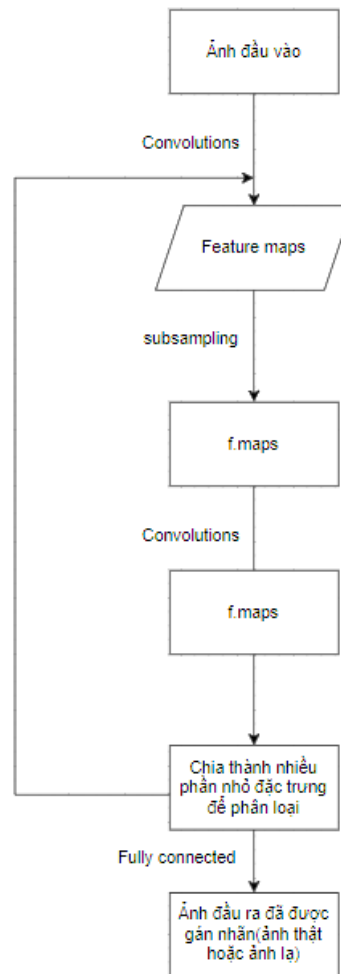 Ảnh đầu vào
Convolutions
Feature maps
subsampling
f.maps
Convolutions
f.maps
Chia thành nhiều
phần nhỏ đặc trưng
để phân loại
Fully connected
Ảnh đầu ra đã được
gán nhãn(ảnh thật
hoặc ảnh lạ)